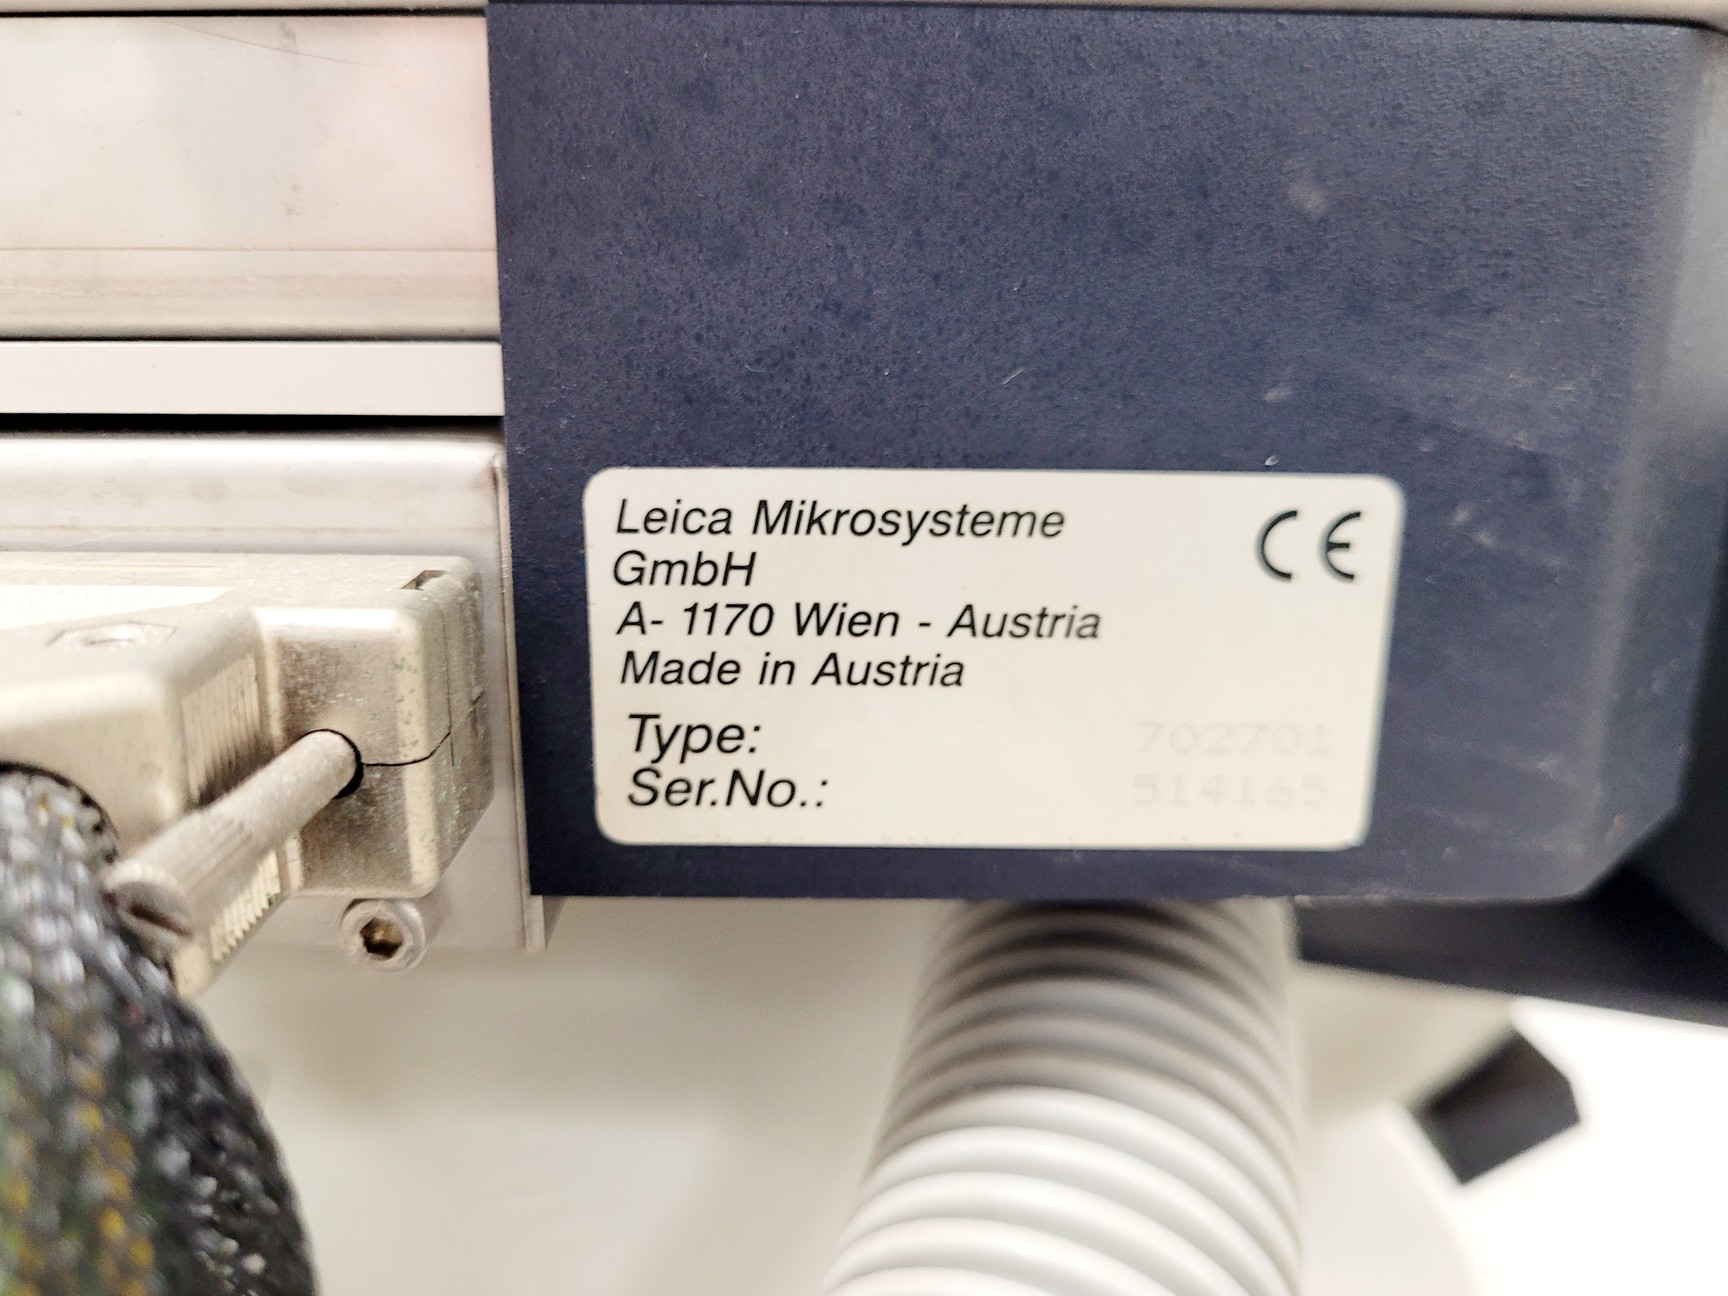 Leica Mikrosysteme
GmbH
A- 1170 Wien - Austria
Made in Austria
CE
Type: 702701
Ser.No.: 514165